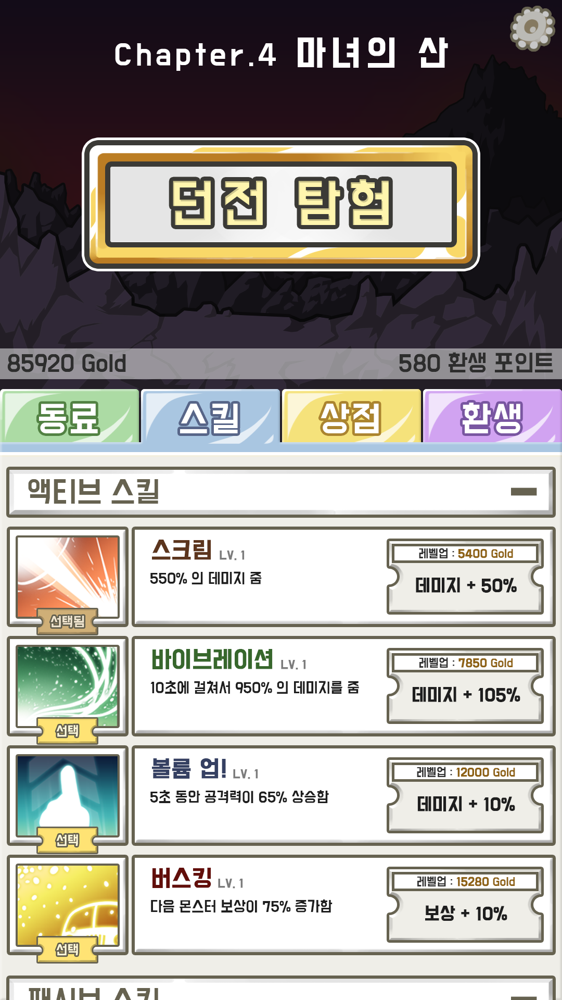 Chapter.4 마녀의 산
던전 탐험
85920 Gold
580 환생 포인트
동료
스킬
상점
환생
액티브 스킬
스크림 LV.1
550% 의 데미지 줌
레벨업 : 5400 Gold
데미지 + 50%
선택됨
바이브레이션 LV.1
10초에 걸쳐서 950% 의 데미지를 줌
레벨업 : 7850 Gold
데미지 + 105%
선택
볼륨 업! LV.1
5초 동안 공격력이 65% 상승함
레벨업 : 12000 Gold
데미지 + 10%
선택
버스킹 LV.1
다음 몬스터 보상이 75% 증가함
레벨업 : 15280 Gold
보상 + 10%
선택
패시브 스킬